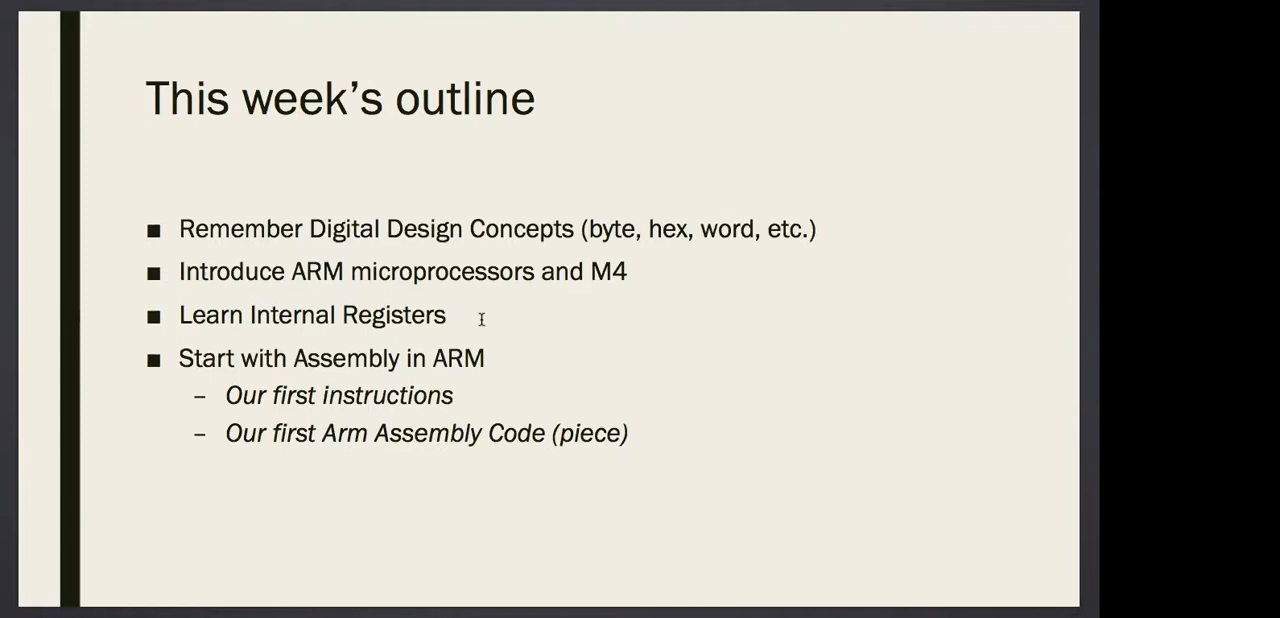 This week's outline
■ Remember Digital Design Concepts (byte, hex, word, etc.)
■ Introduce ARM microprocessors and M4
■ Learn Internal Registers
■ Start with Assembly in ARM
– Our first instructions
– Our first Arm Assembly Code (piece)